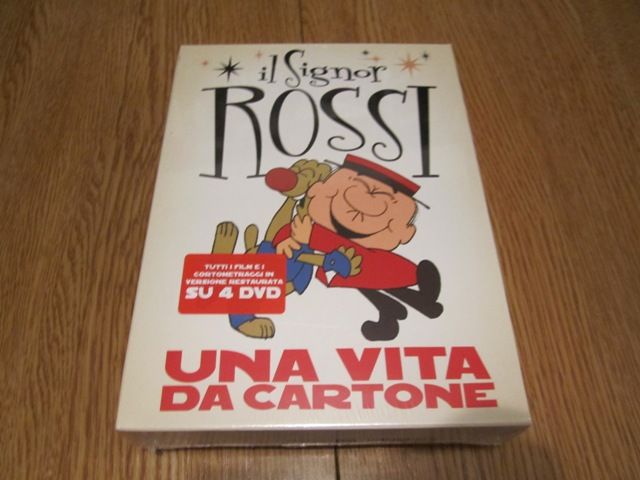 il Signor
ROSSI
TUTTI I FILM E I
CORTOMETRAGGI IN
VERSIONE RESTAURATA
SU 4 DVD
UNA VITA
DA CARTONE